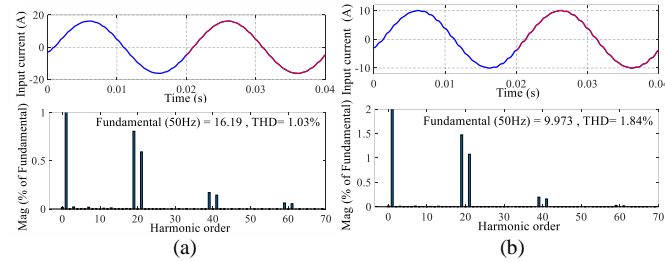 Input current (A)
20
0
-20
0
0.01
0.02
0.03
0.04
Time (s)
Mag (% of Fundamental)
1
0.5
0
Fundamental (50Hz) = 16.19 , THD= 1.03%
0 10 20 30 40 50 60 70
Harmonic order
(a)
Input current (A)
10
5
0
-5
-10
0
0.01
0.02
0.03
0.04
Time (s)
Mag (% of Fundamental)
2
1.5
1
0.5
0
Fundamental (50Hz) = 9.973 , THD= 1.84%
0 10 20 30 40 50 60 70
Harmonic order
(b)